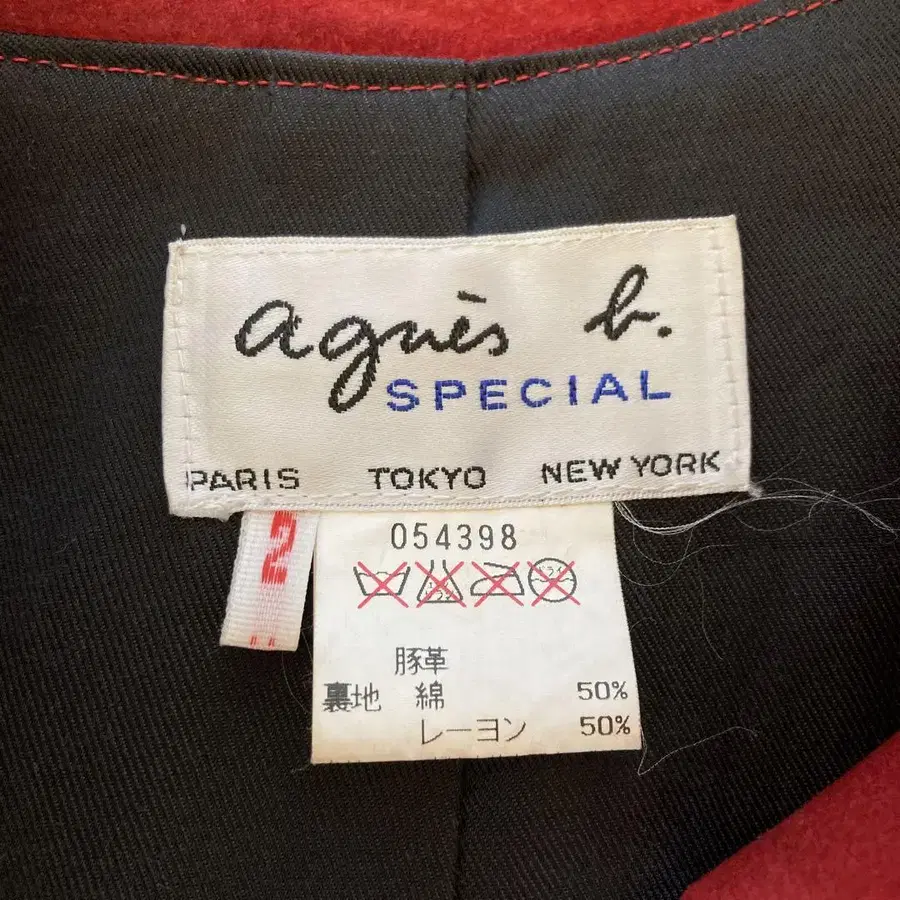 agnès b.
SPECIAL
PARIS TOKYO NEW YORK
2
054398
豚革
裏地 綿 50%
レーヨン 50%